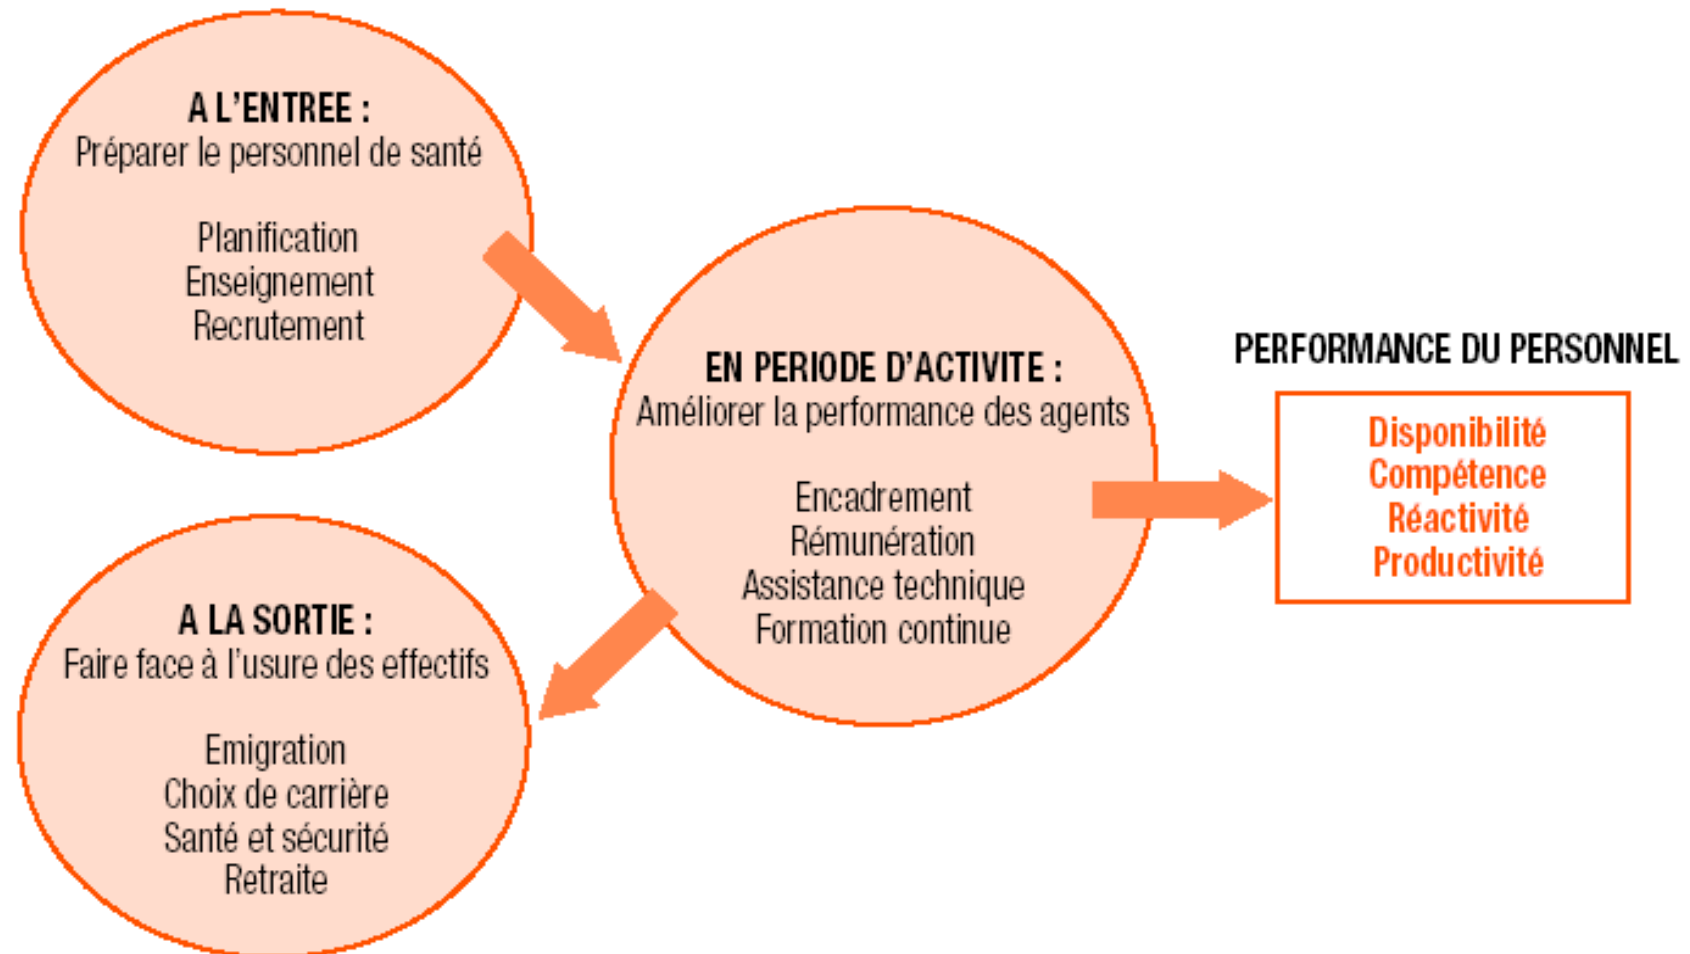 A L'ENTREE :
Préparer le personnel de santé
Planification
Enseignement
Recrutement
EN PERIODE D'ACTIVITE :
Améliorer la performance des agents
Encadrement
Rémunération
Assistance technique
Formation continue
A LA SORTIE :
Faire face à l'usure des effectifs
Emigration
Choix de carrière
Santé et sécurité
Retraite
PERFORMANCE DU PERSONNEL
Disponibilité
Compétence
Réactivité
Productivité